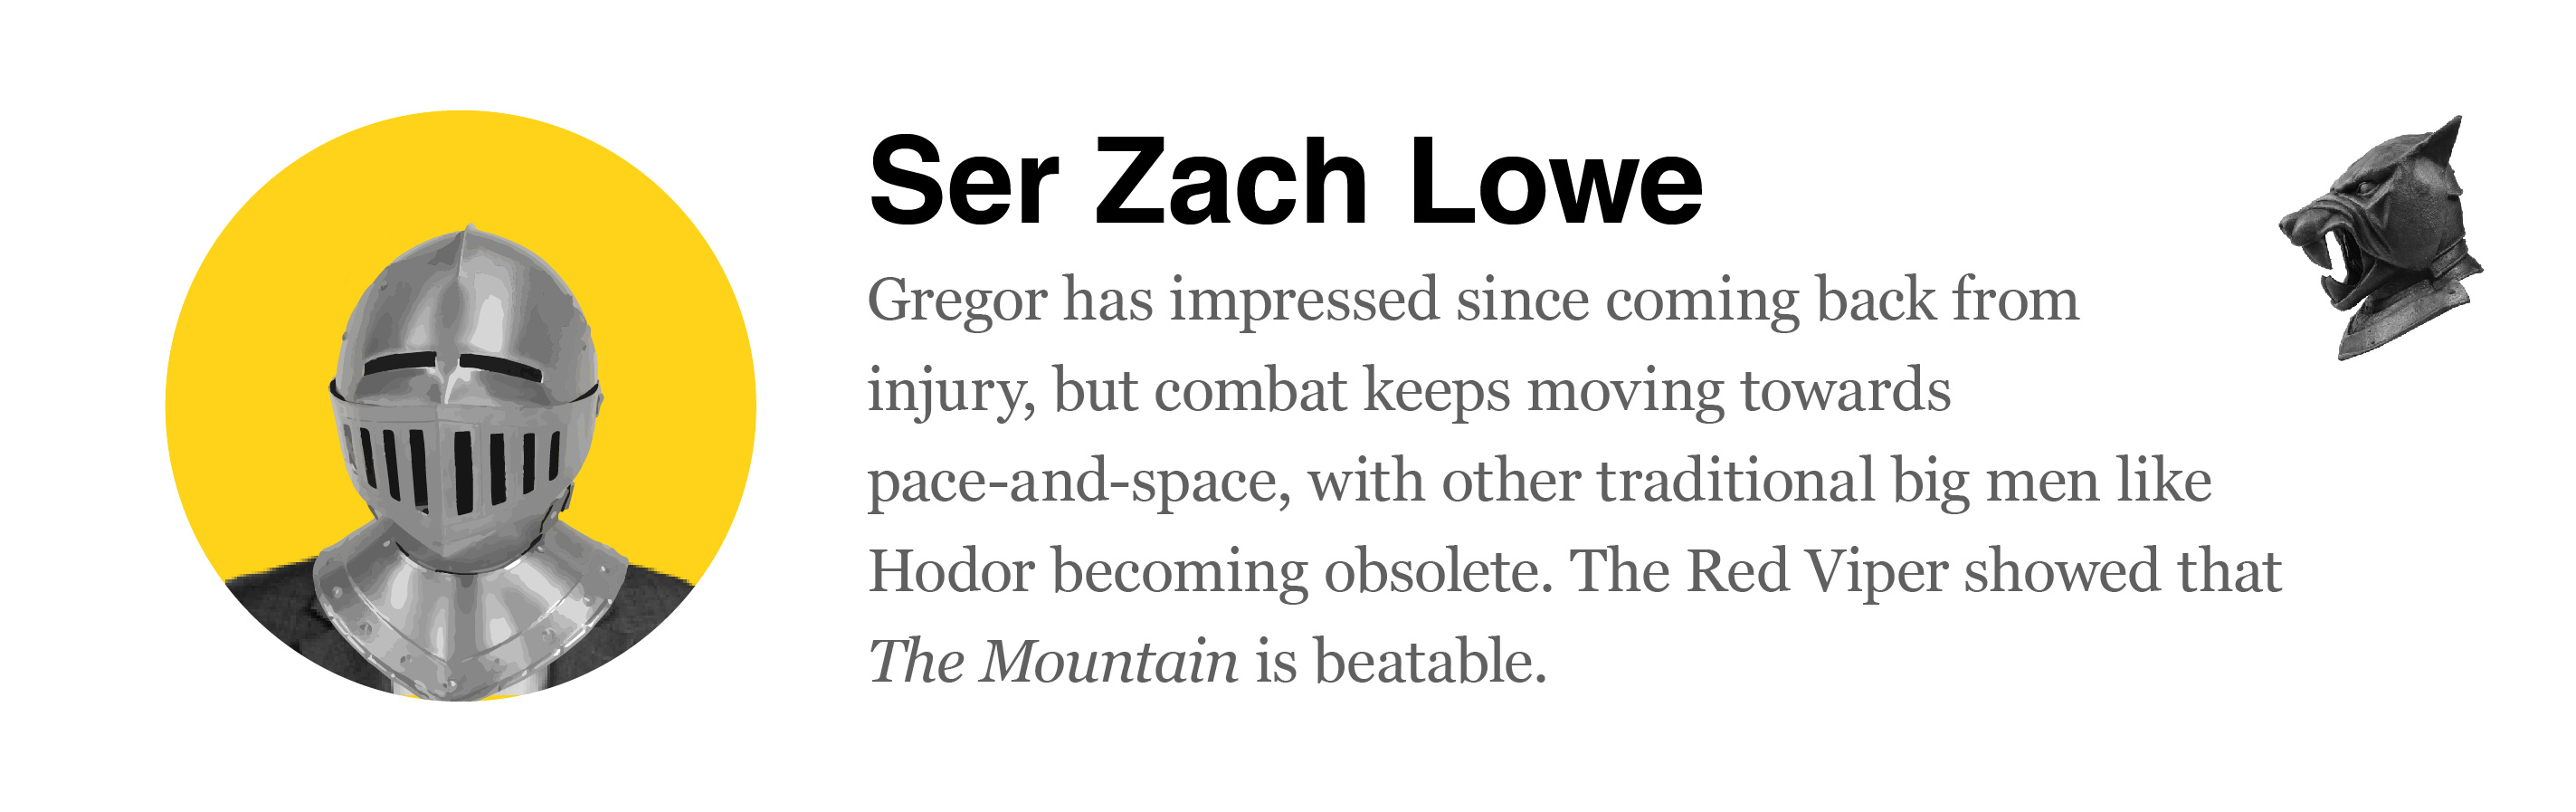 Ser Zach Lowe
Gregor has impressed since coming back from
injury, but combat keeps moving towards
pace-and-space, with other traditional big men like
Hodor becoming obsolete. The Red Viper showed that
The Mountain is beatable.